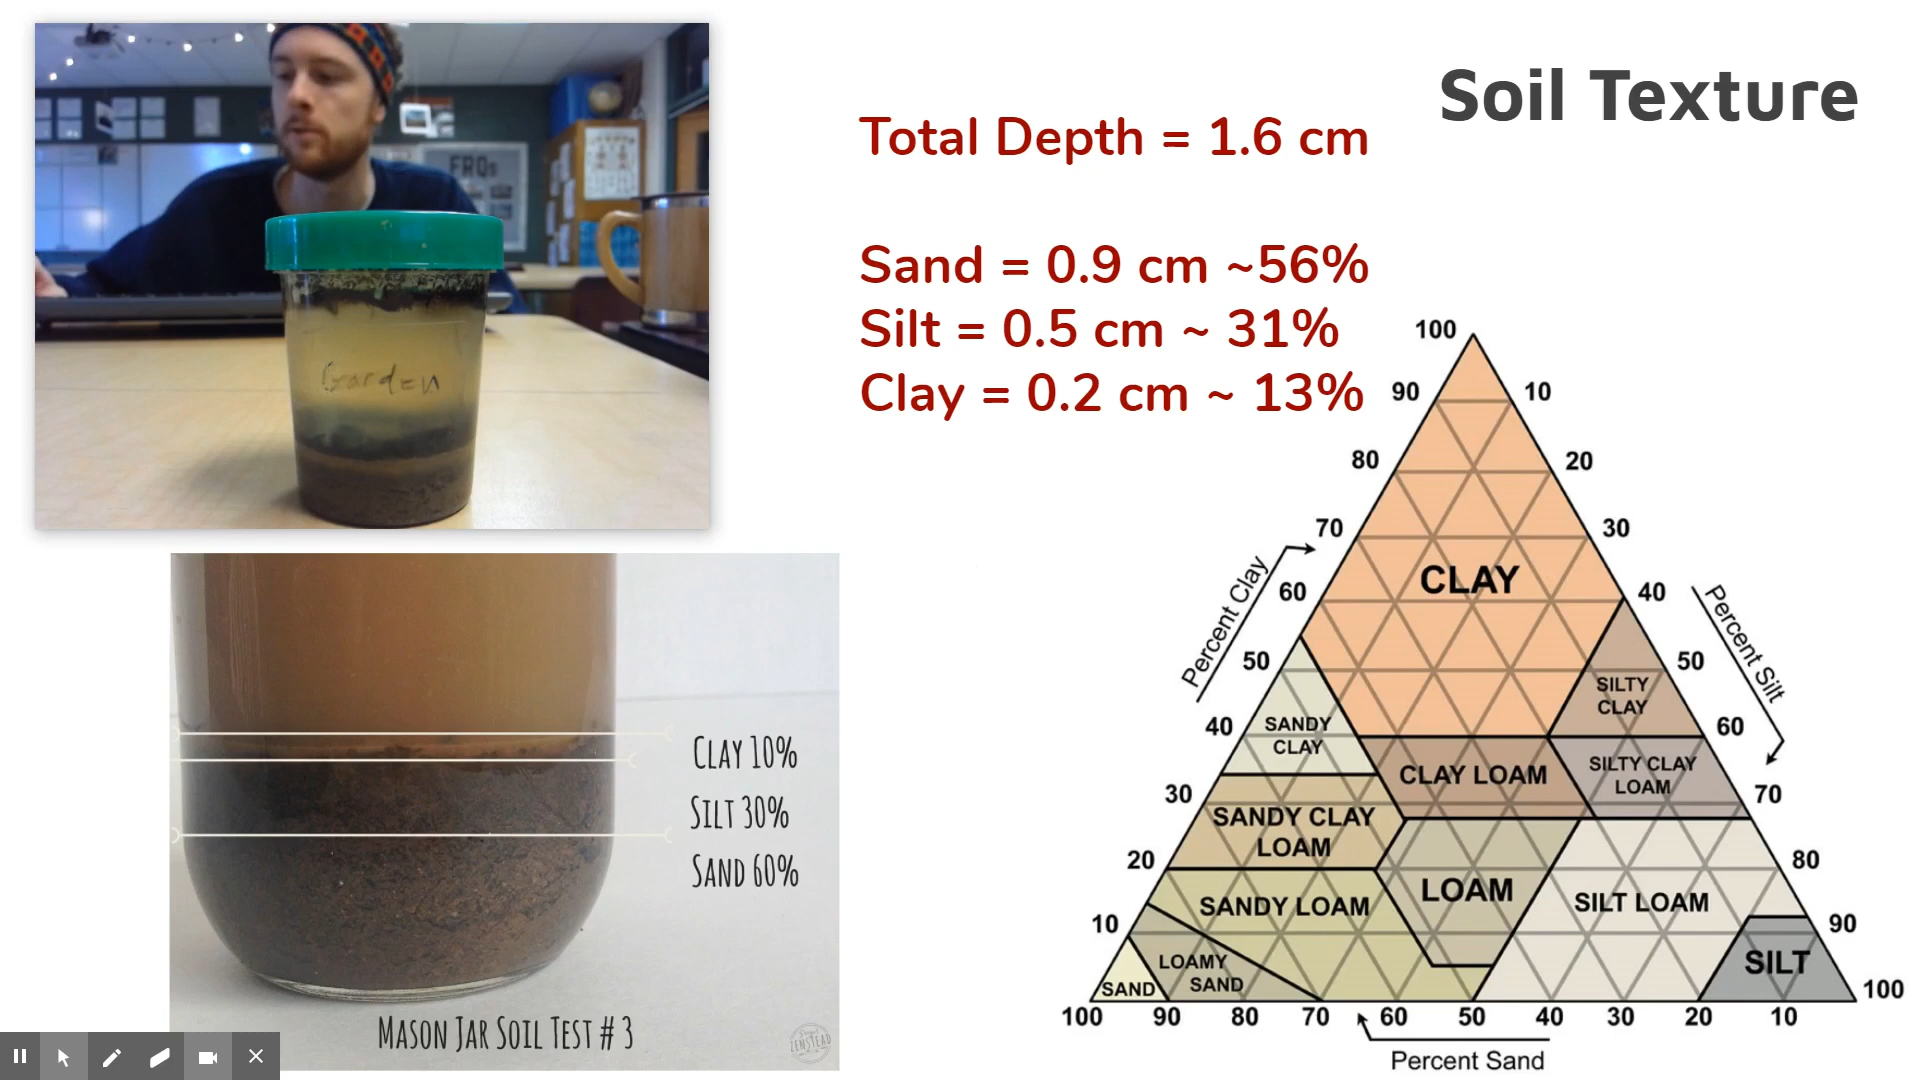 Soil Texture
Total Depth = 1.6 cm
Sand = 0.9 cm ~56%
Silt = 0.5 cm ~ 31%
Clay = 0.2 cm ~ 13%
FRQs
Garden
CLAY 10%
SILT 30%
SAND 60%
MASON JAR SOIL TEST # 3
ZENSTEAD
100
90 10
80 20
70 30
60 40
50 50
40 60
30 70
20 80
10 90
100
Percent Clay
Percent Silt
CLAY
SILTY
CLAY
SANDY
CLAY
CLAY LOAM
SILTY CLAY
LOAM
SANDY CLAY
LOAM
LOAM
SANDY LOAM
SILT LOAM
LOAMY
SAND
SAND
SILT
100 90 80 70 60 50 40 30 20 10
Percent Sand